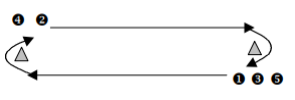 ❹ ❷
❶ ❸ ❺